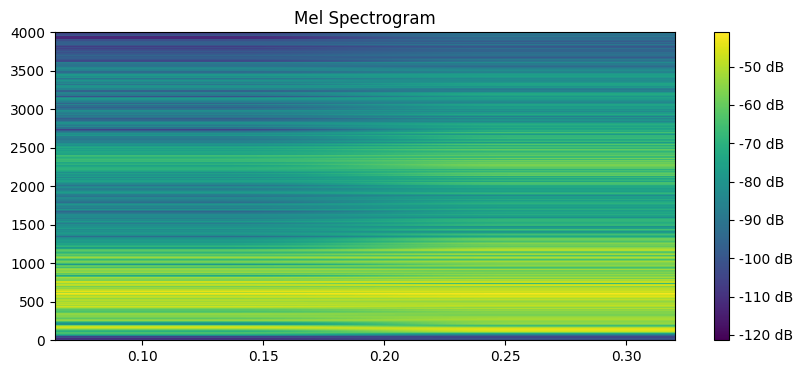 Mel Spectrogram
4000
3500
3000
2500
2000
1500
1000
500
0
0.10 0.15 0.20 0.25 0.30
-50 dB
-60 dB
-70 dB
-80 dB
-90 dB
-100 dB
-110 dB
-120 dB